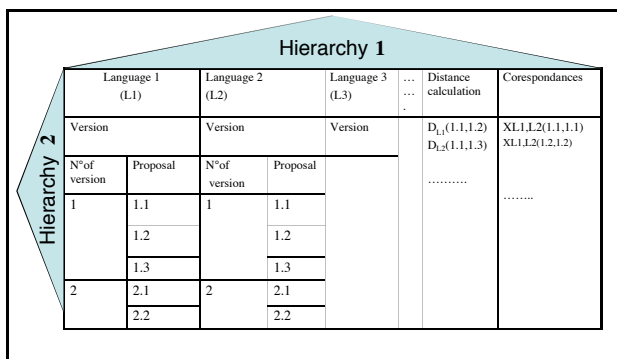 Hierarchy 1
Hierarchy 2
Language 1
(L1)
Language 2
(L2)
Language 3
(L3)
...
...
.
Distance
calculation
Corespondances
Version
Version
Version
D_L1(1.1,1.2)
D_L2(1.1,1.3)
..........
XL1,L2(1.1,1.1)
XL1,L2(1.2,1.2)
........
N°of
version
Proposal
N°of
version
Proposal
1
1.1
1
1.1
1.2
1.2
1.3
1.3
2
2.1
2
2.1
2.2
2.2